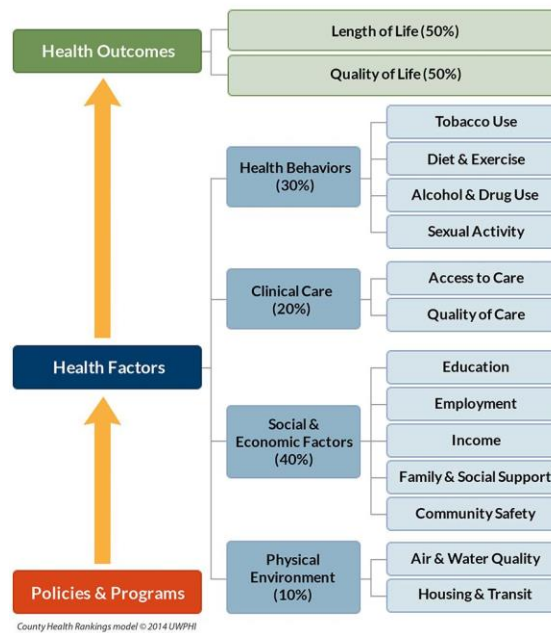 Health Outcomes
Length of Life (50%)
Quality of Life (50%)
Health Factors
Health Behaviors
(30%)
Tobacco Use
Diet & Exercise
Alcohol & Drug Use
Sexual Activity
Clinical Care
(20%)
Access to Care
Quality of Care
Social &
Economic Factors
(40%)
Education
Employment
Income
Family & Social Support
Community Safety
Physical
Environment
(10%)
Air & Water Quality
Housing & Transit
Policies & Programs
County Health Rankings model © 2014 UWPHI